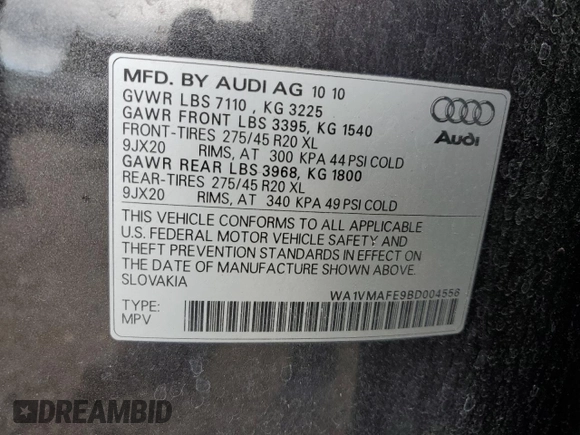 MFD. BY AUDI AG 10 10
GVWR LBS 7110 , KG 3225
GAWR FRONT LBS 3395, KG 1540
FRONT-TIRES 275/45 R20 XL
9JX20 RIMS, AT 300 KPA 44 PSI COLD
GAWR REAR LBS 3968, KG 1800
REAR-TIRES 275/45 R20 XL
9JX20 RIMS, AT 340 KPA 49 PSI COLD
THIS VEHICLE CONFORMS TO ALL APPLICABLE
U.S. FEDERAL MOTOR VEHICLE SAFETY AND
THEFT PREVENTION STANDARDS IN EFFECT ON
THE DATE OF MANUFACTURE SHOWN ABOVE.
SLOVAKIA
WA1VMAFE9BD004556
TYPE:
MPV
Audi
DREAMBID